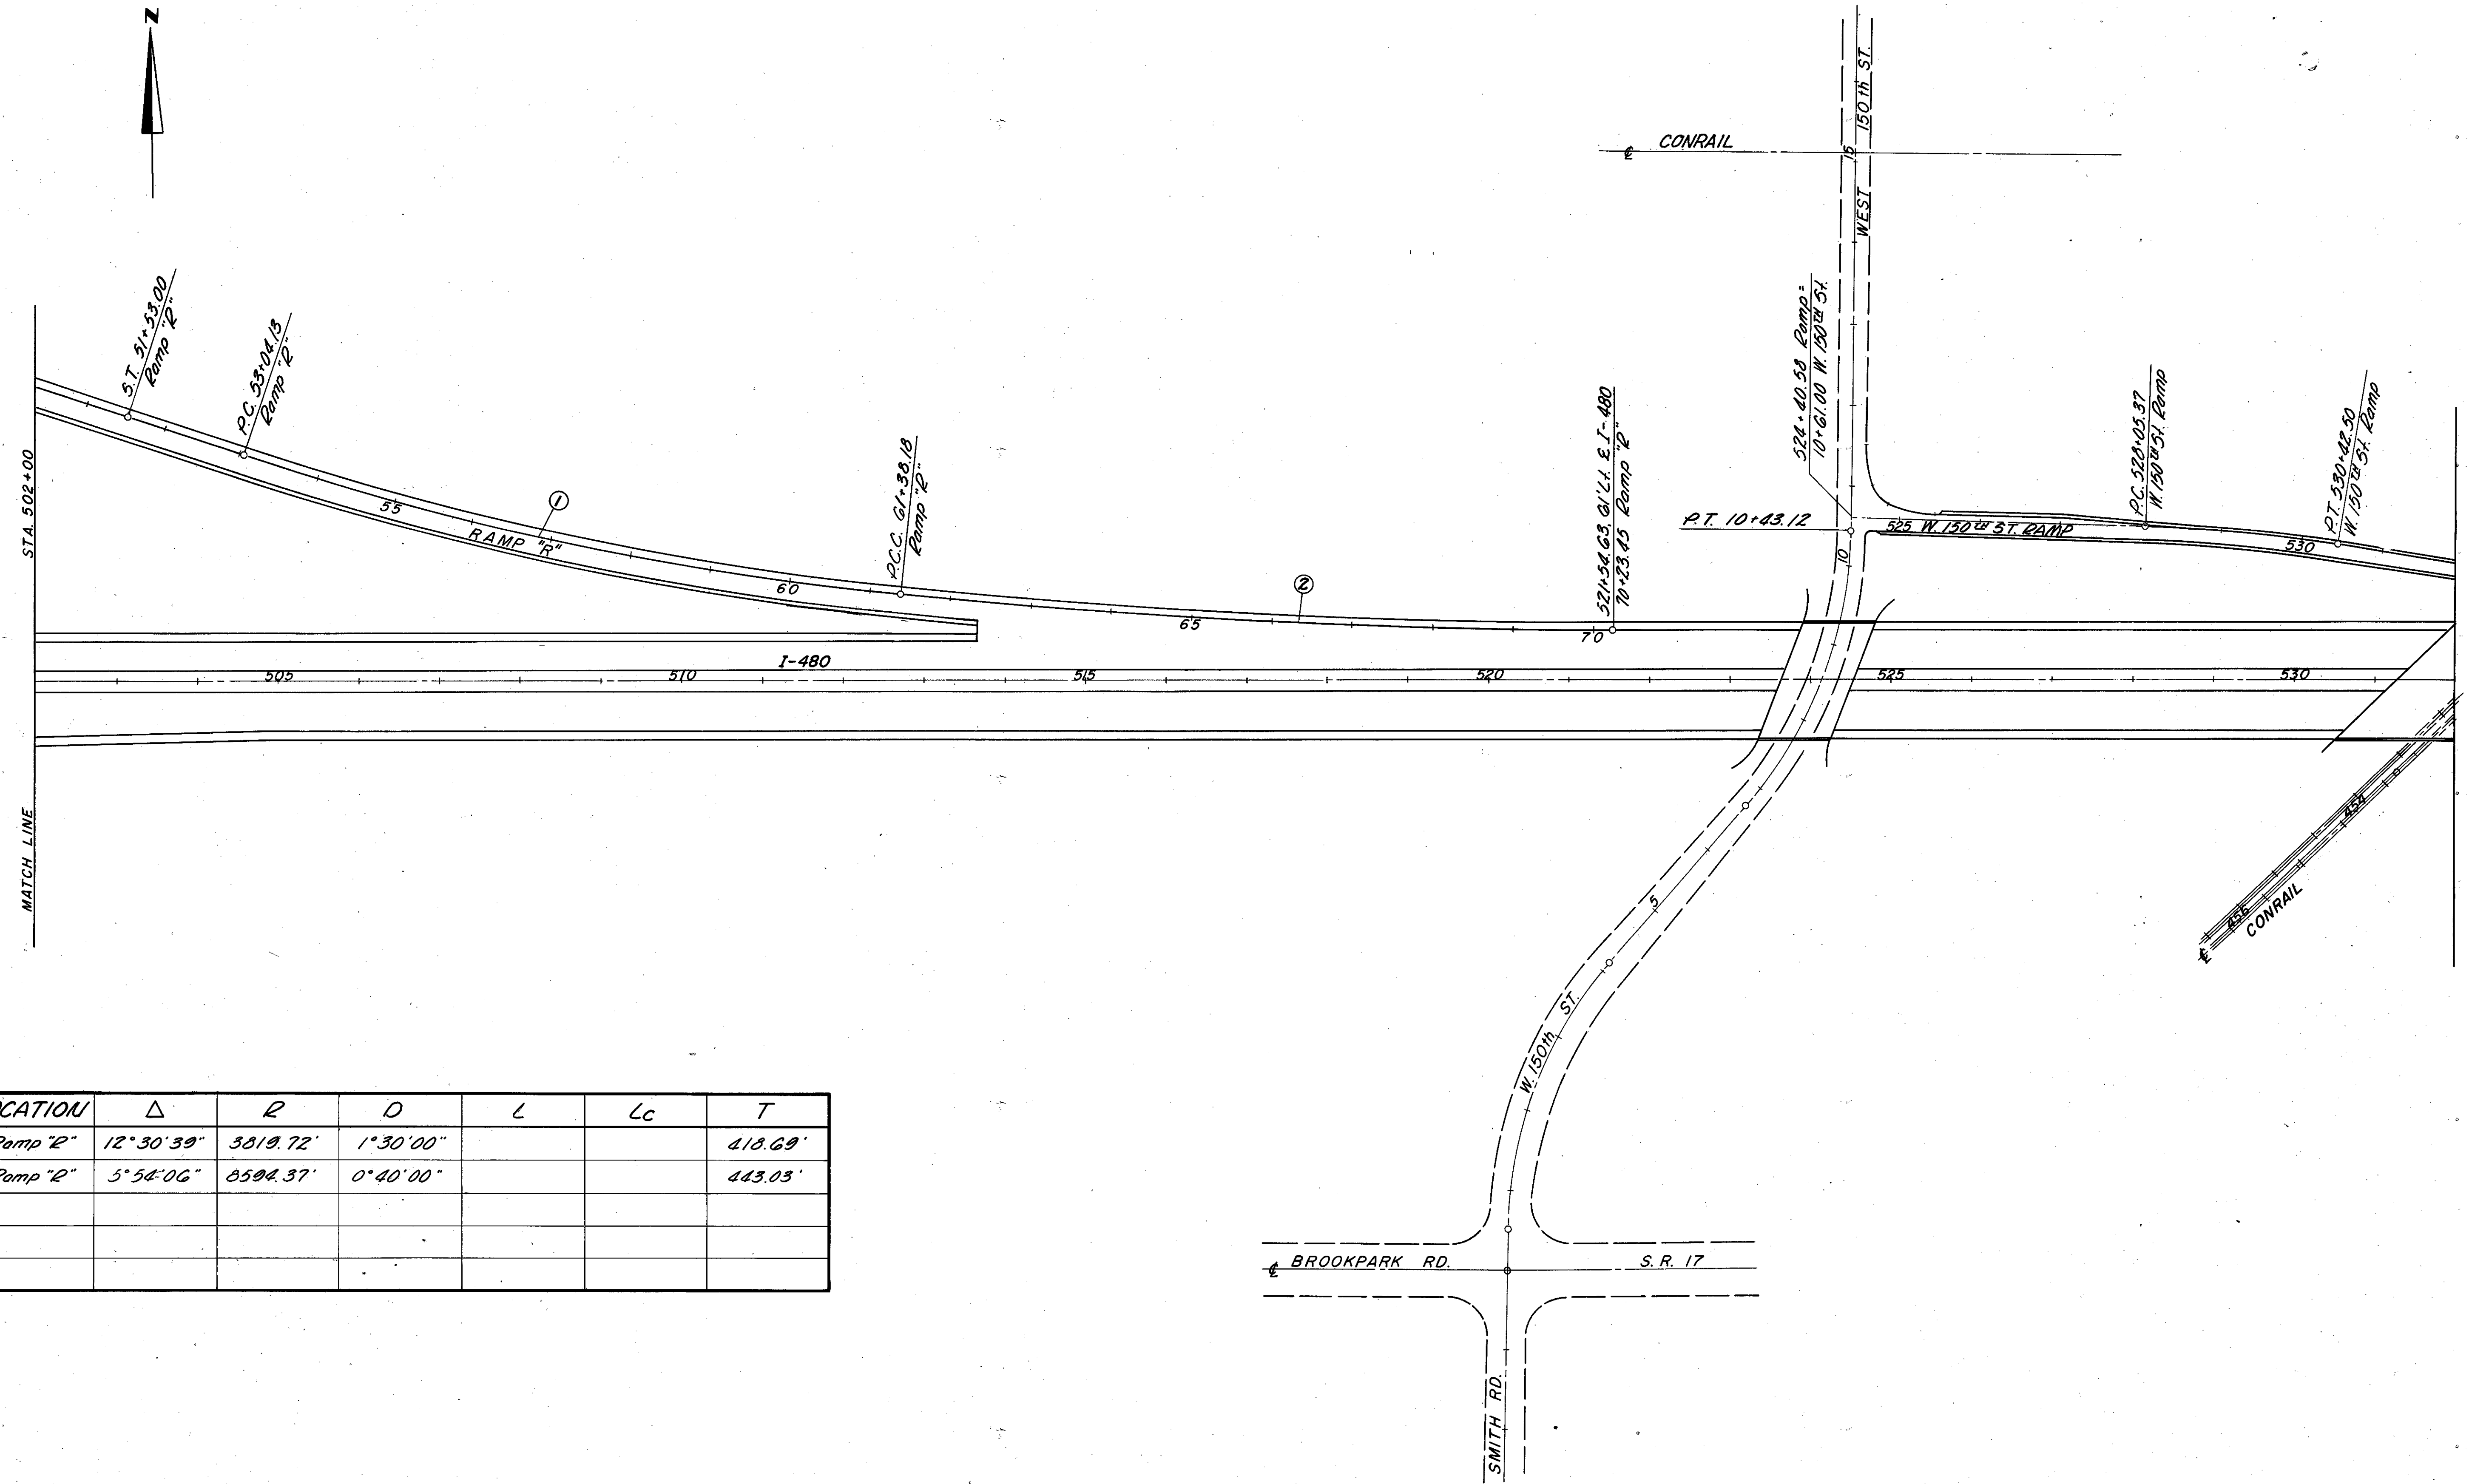 N
CONRAIL
WEST 150th ST.
15
S.T. 51+53.00
Ramp "R"
P.C. 53+04.13
Ramp "R"
P.C.C. 61+38.18
Ramp "R"
521+54.63, 61' Lt. ℄ I-480
70+23.45 Ramp "R"
524+40.58 Ramp =
10+61.00 W. 150TH St.
P.C. 528+05.37
W. 150TH St. Ramp
P.T. 530+42.50
W. 150TH St. Ramp
P.T. 10+43.12
STA. 502+00
MATCH LINE
55
1
RAMP "R"
60
2
65
70
10
525 W. 150TH ST. RAMP
530
I-480
505
510
515
520
525
530
454
456
℄ CONRAIL
5
W. 150th ST.
℄ BROOKPARK RD.
S.R. 17
SMITH RD.
CATION Δ R D L Lc T
Ramp "R" 12°30'39" 3819.72' 1°30'00" 418.69'
Ramp "R" 5°54'06" 8594.37' 0°40'00" 443.03'